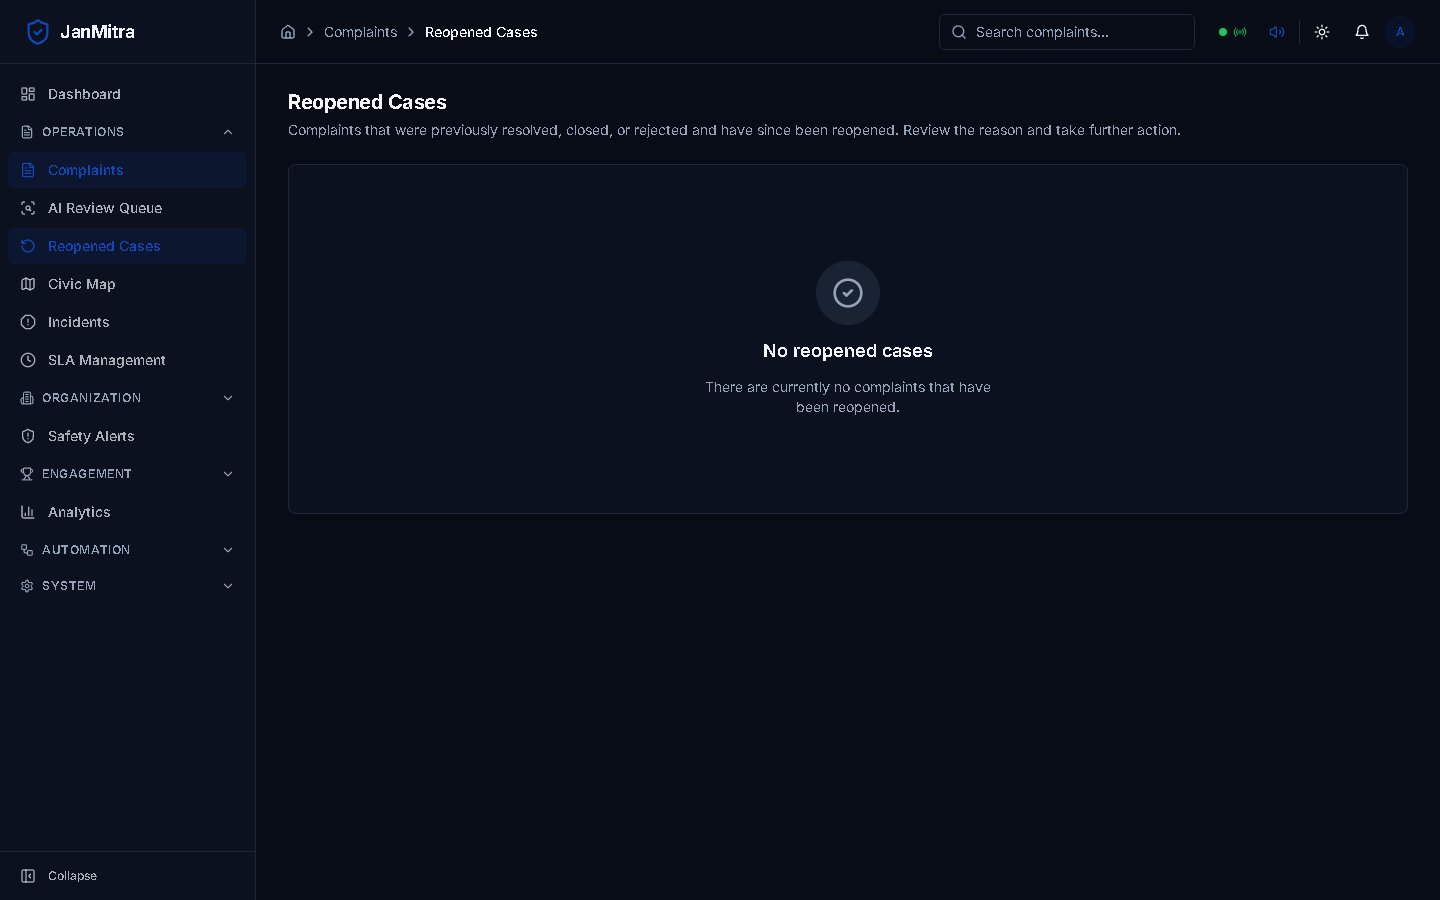 JanMitra
Complaints
Reopened Cases
Search complaints...
A
Dashboard
OPERATIONS
Complaints
AI Review Queue
Reopened Cases
Civic Map
Incidents
SLA Management
ORGANIZATION
Safety Alerts
ENGAGEMENT
Analytics
AUTOMATION
SYSTEM
Collapse
Reopened Cases
Complaints that were previously resolved, closed, or rejected and have since been reopened. Review the reason and take further action.
No reopened cases
There are currently no complaints that have
been reopened.